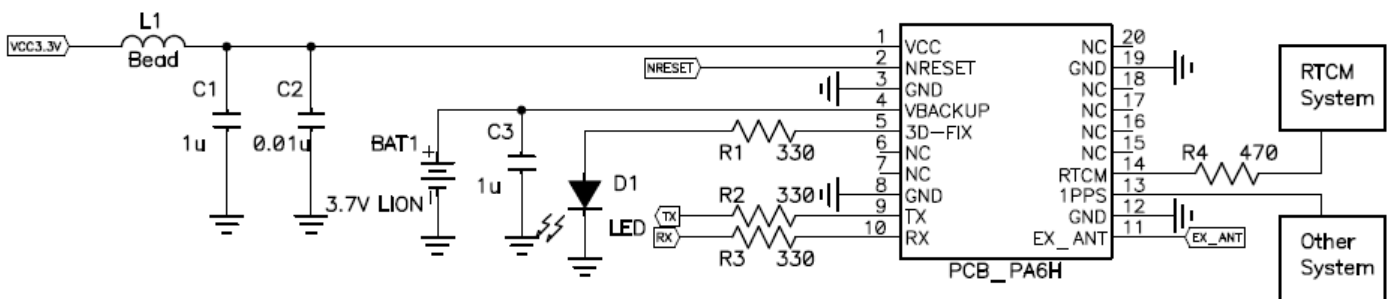 L1
VCC3.3V
Bead
C1
1u
C2
0.01u
BAT1
+
3.7V LION
C3
1u
D1
LED
NRESET
R1 330
R2 330
TX
RX
R3 330
1 VCC
2 NRESET
3 GND
4 VBACKUP
5 3D-FIX
6 NC
7 NC
8 GND
9 TX
10 RX
NC 20
GND 19
NC 18
NC 17
NC 16
NC 15
RTCM 14
1PPS 13
GND 12
EX_ANT 11
PCB_PA6H
R4 470
EX_ANT
RTCM
System
Other
System